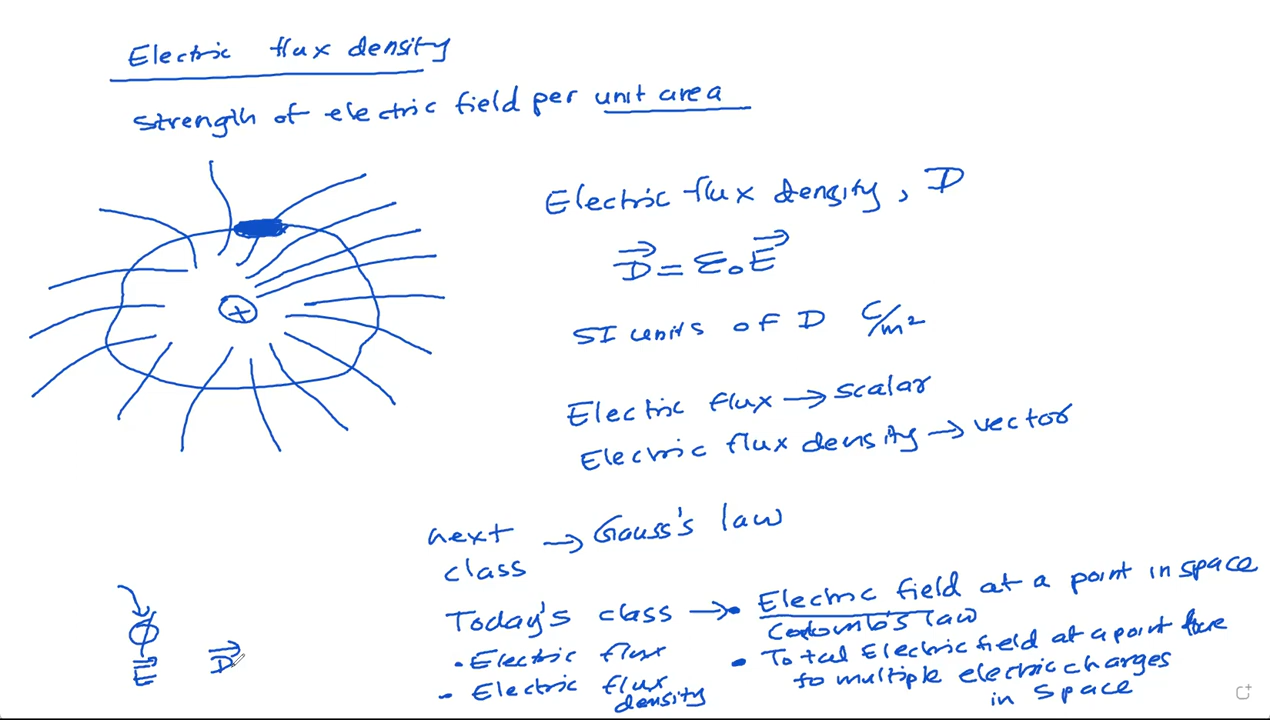 Electric flux density
strength of electric field per unit area
Electric flux density, D
D = ε₀E
SI units of D C/m²
Electric flux → scalar
Electric flux density → vector
next → Gauss's law
class
Today's class → • Electric field at a point in space
Coulomb's law
• Electric flux
• Total Electric field at a point due
to multiple electric charges
in space
- Electric flux
density
+
ϕ
E
D